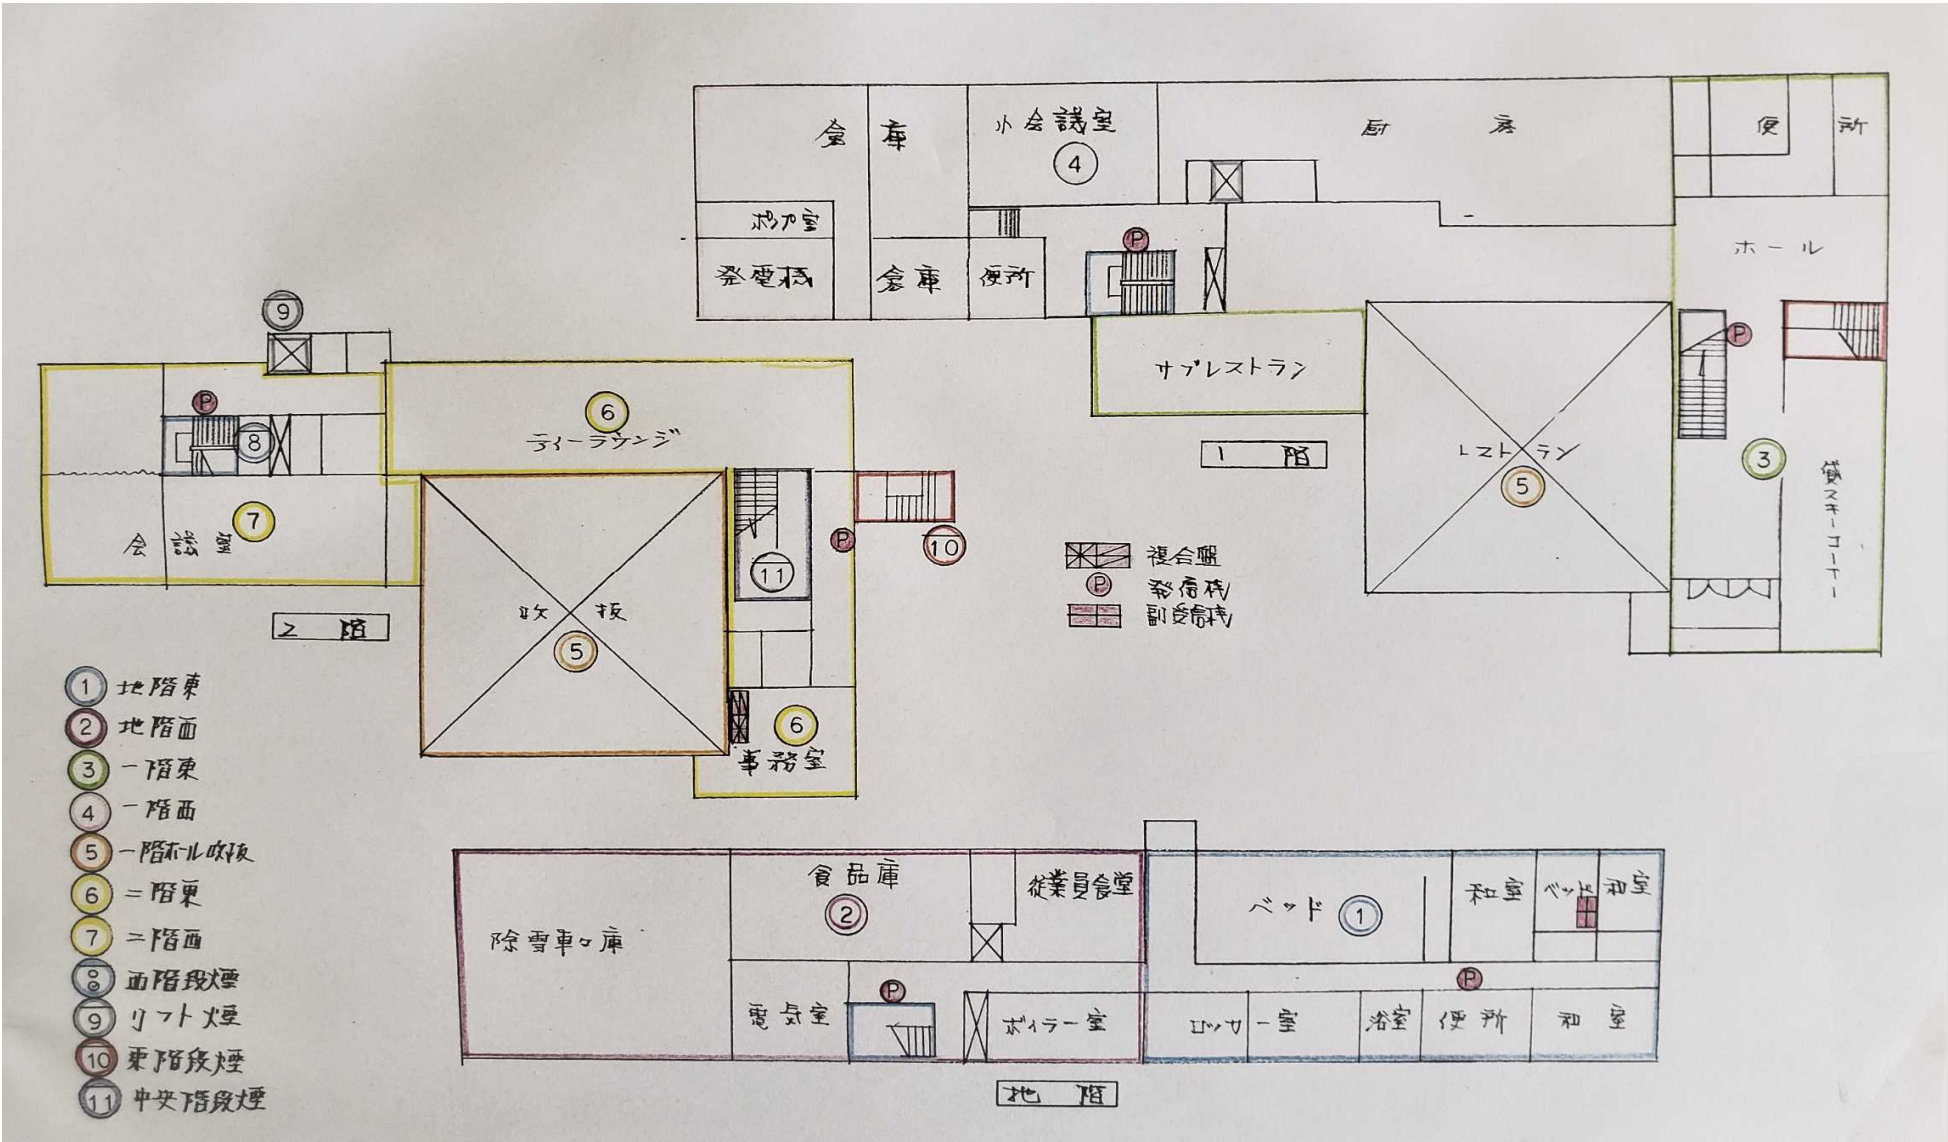 倉庫
小会議室
④
厨房
便所
ポンプ室
発電機
倉庫
便所
P
ホール
P
サブレストラン
レストラン
⑤
③
貸スキーコーナー
1階
⑨
P
⑧
⑥
ティーラウンジ
⑦
会議室
吹抜
⑤
⑪
P
⑩
⑥
事務室
2階
複合盤
P 発信機
副受信機
① 地階東
② 地階西
③ 一階東
④ 一階西
⑤ 一階ホール吹抜
⑥ 二階東
⑦ 二階西
⑧ 西階段煙
⑨ リフト煙
⑩ 東階段煙
⑪ 中央階段煙
除雪車々庫
食品庫
②
従業員食堂
ベッド ①
和室
ベッド
和室
電気室
P
ボイラー室
P
ロッカー室
浴室
便所
和室
地階